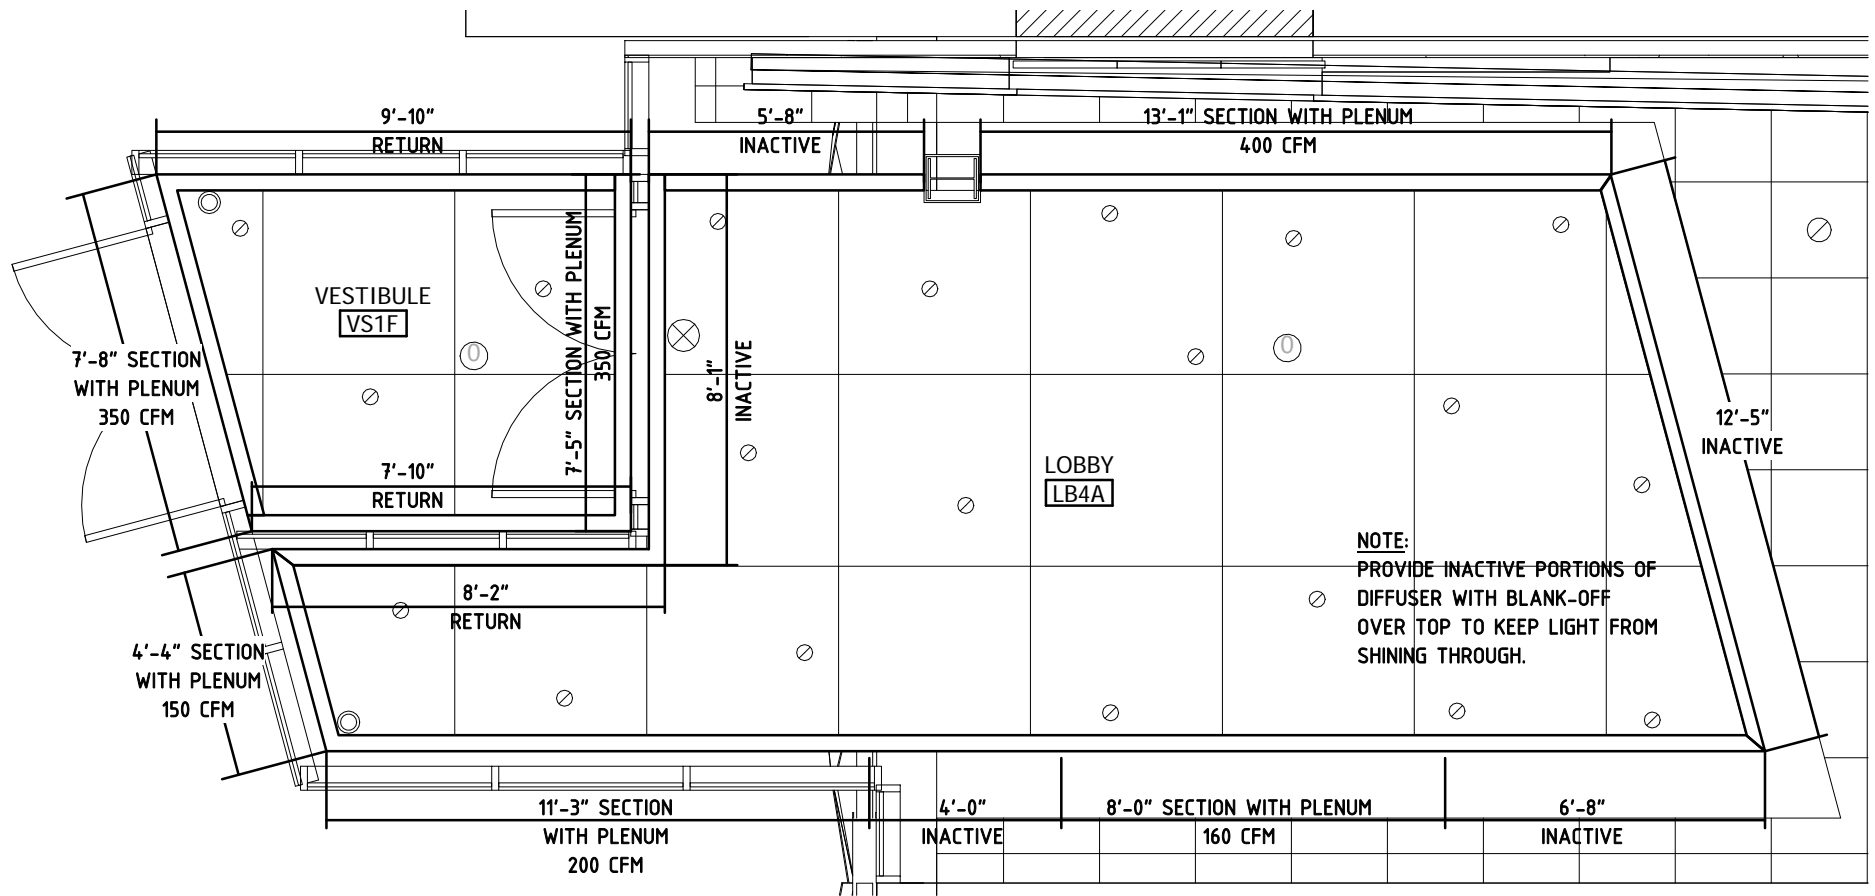 9'-10"
RETURN
5'-8"
INACTIVE
13'-1" SECTION WITH PLENUM
400 CFM
VESTIBULE
VS1F
0
7'-5" SECTION WITH PLENUM
350 CFM
8'-1"
INACTIVE
0
7'-8" SECTION
WITH PLENUM
350 CFM
7'-10"
RETURN
12'-5"
INACTIVE
LOBBY
LB4A
NOTE:
PROVIDE INACTIVE PORTIONS OF
DIFFUSER WITH BLANK-OFF
OVER TOP TO KEEP LIGHT FROM
SHINING THROUGH.
8'-2"
RETURN
4'-4" SECTION
WITH PLENUM
150 CFM
11'-3" SECTION
WITH PLENUM
200 CFM
4'-0"
INACTIVE
8'-0" SECTION WITH PLENUM
160 CFM
6'-8"
INACTIVE